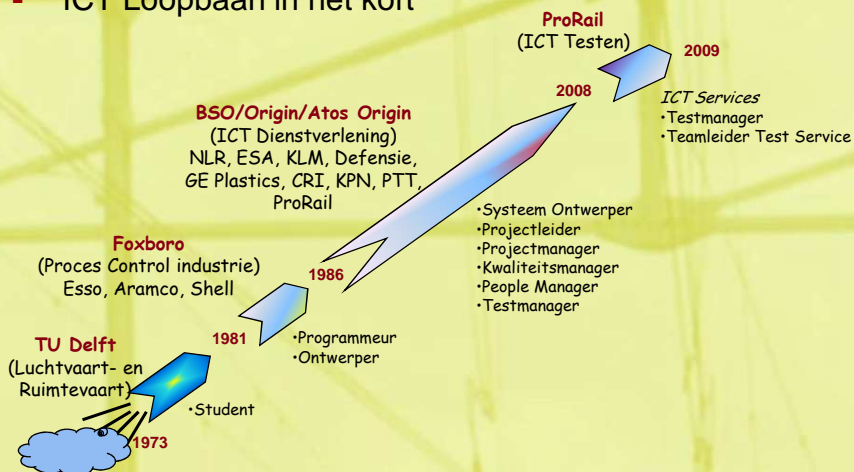 - ICT Loopbaan in het kort
ProRail
(ICT Testen)
2009
2008
ICT Services
•Testmanager
•Teamleider Test Service
BSO/Origin/Atos Origin
(ICT Dienstverlening)
NLR, ESA, KLM, Defensie,
GE Plastics, CRI, KPN, PTT,
ProRail
•Systeem Ontwerper
•Projectleider
•Projectmanager
•Kwaliteitsmanager
•People Manager
•Testmanager
Foxboro
(Proces Control industrie)
Esso, Aramco, Shell
1986
1981
•Programmeur
•Ontwerper
TU Delft
(Luchtvaart- en
Ruimtevaart)
•Student
1973